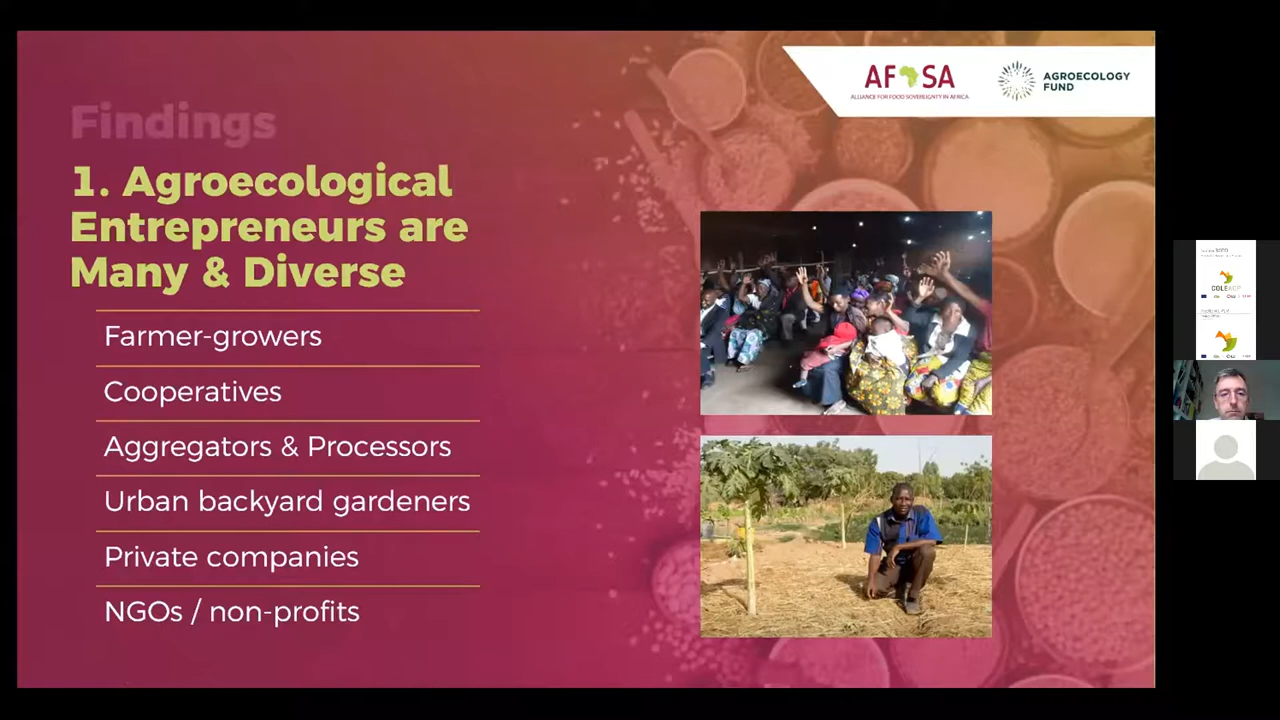 AFSA
ALLIANCE FOR FOOD SOVEREIGNTY IN AFRICA
AGROECOLOGY
FUND
Findings
1. Agroecological
Entrepreneurs are
Many & Diverse
Farmer-growers
Cooperatives
Aggregators & Processors
Urban backyard gardeners
Private companies
NGOs / non-profits
COLEACP